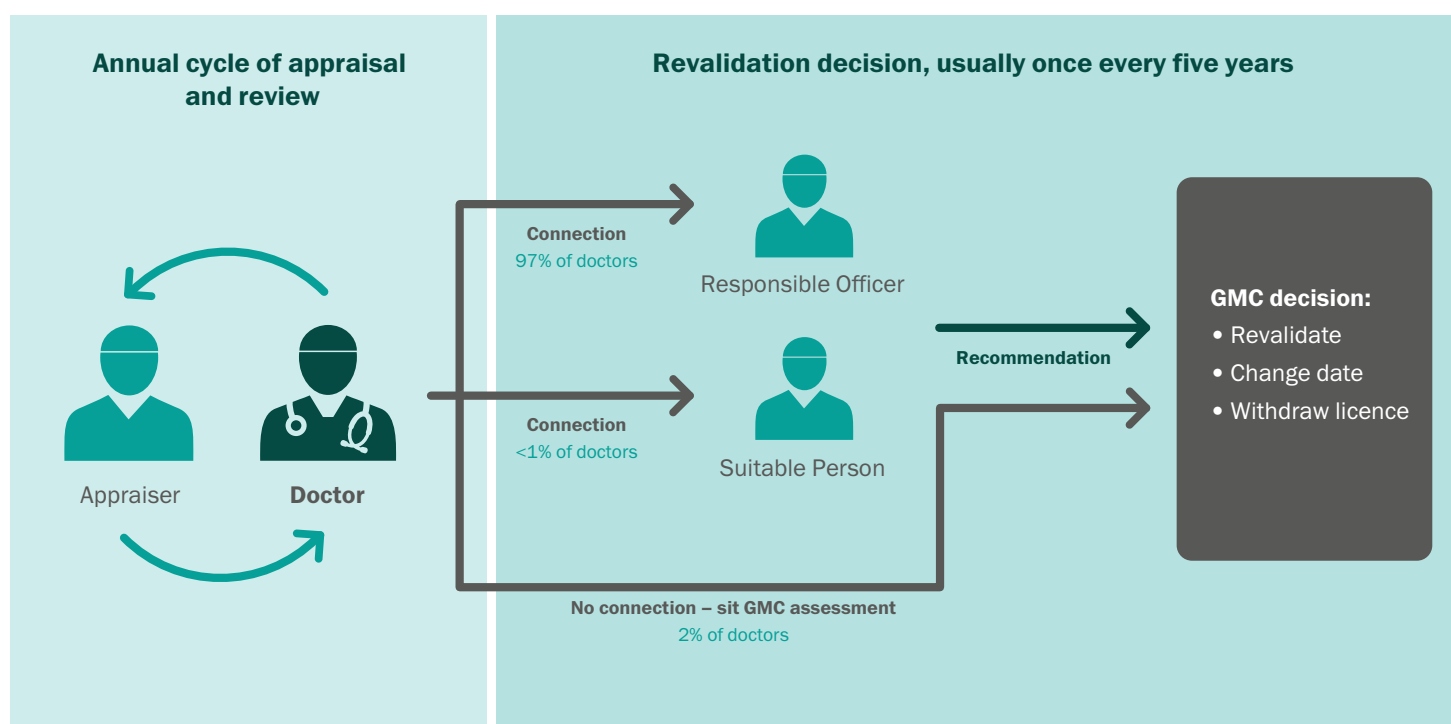 Annual cycle of appraisal
and review
Appraiser
Doctor
Revalidation decision, usually once every five years
Connection
97% of doctors
Responsible Officer
Connection
<1% of doctors
Suitable Person
No connection – sit GMC assessment
2% of doctors
Recommendation
GMC decision:
• Revalidate
• Change date
• Withdraw licence